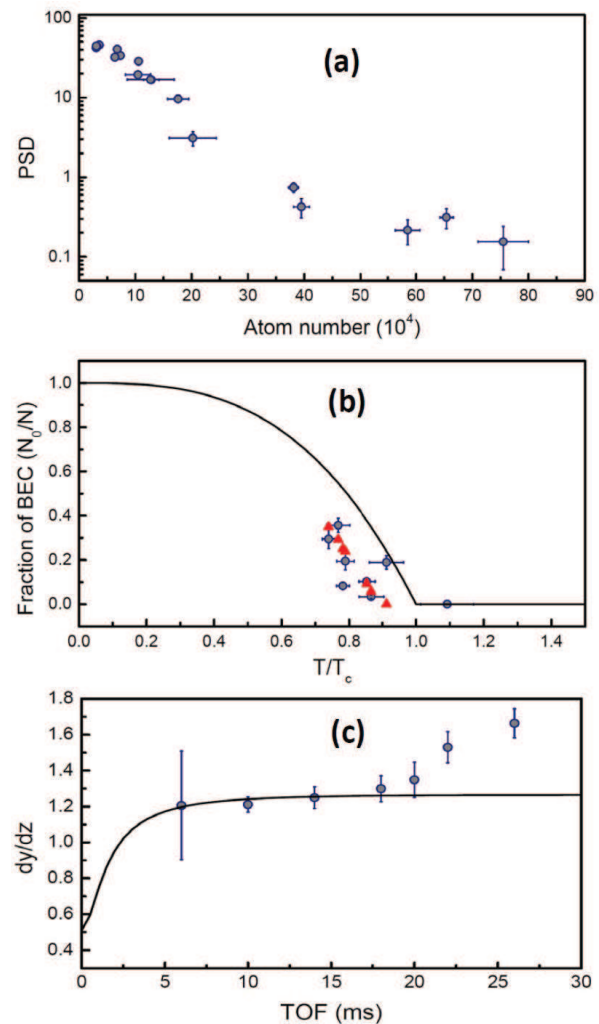 (a)
PSD
100
10
1
0.1
0 10 20 30 40 50 60 70 80 90
Atom number (10⁴)
(b)
Fraction of BEC (N₀/N)
1.0
0.8
0.6
0.4
0.2
0.0
0.0 0.2 0.4 0.6 0.8 1.0 1.2 1.4
T/Tc
(c)
dy/dz
1.8
1.6
1.4
1.2
1.0
0.8
0.6
0.4
0 5 10 15 20 25 30
TOF (ms)